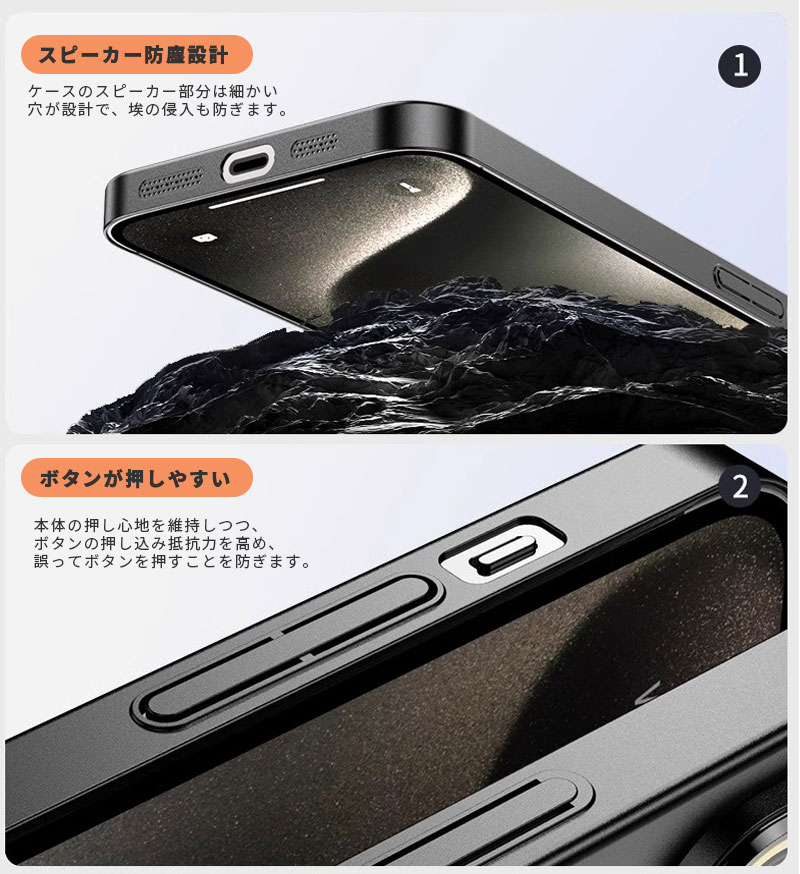 スピーカー防塵設計
1
ケースのスピーカー部分は細かい
穴が設計で、埃の侵入も防ぎます。
ボタンが押しやすい
2
本体の押し心地を維持しつつ、
ボタンの押し込み抵抗力を高め、
誤ってボタンを押すことを防ぎます。